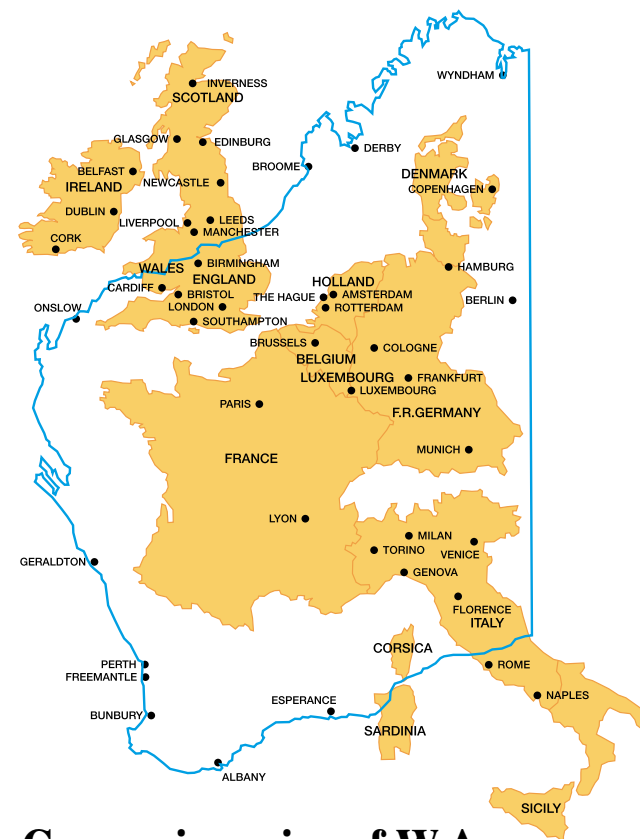 WYNDHAM
INVERNESS
SCOTLAND
GLASGOW
EDINBURG
DERBY
BROOME
BELFAST
IRELAND
NEWCASTLE
DENMARK
COPENHAGEN
DUBLIN
LIVERPOOL
LEEDS
MANCHESTER
CORK
WALES
BIRMINGHAM
ENGLAND
HAMBURG
CARDIFF
BRISTOL
HOLLAND
THE HAGUE
AMSTERDAM
BERLIN
ONSLOW
LONDON
ROTTERDAM
SOUTHAMPTON
BRUSSELS
BELGIUM
COLOGNE
LUXEMBOURG
FRANKFURT
LUXEMBOURG
PARIS
F.R.GERMANY
MUNICH
FRANCE
LYON
MILAN
TORINO
VENICE
GERALDTON
GENOVA
FLORENCE
ITALY
CORSICA
PERTH
ROME
FREEMANTLE
NAPLES
ESPERANCE
BUNBURY
SARDINIA
ALBANY
SICILY